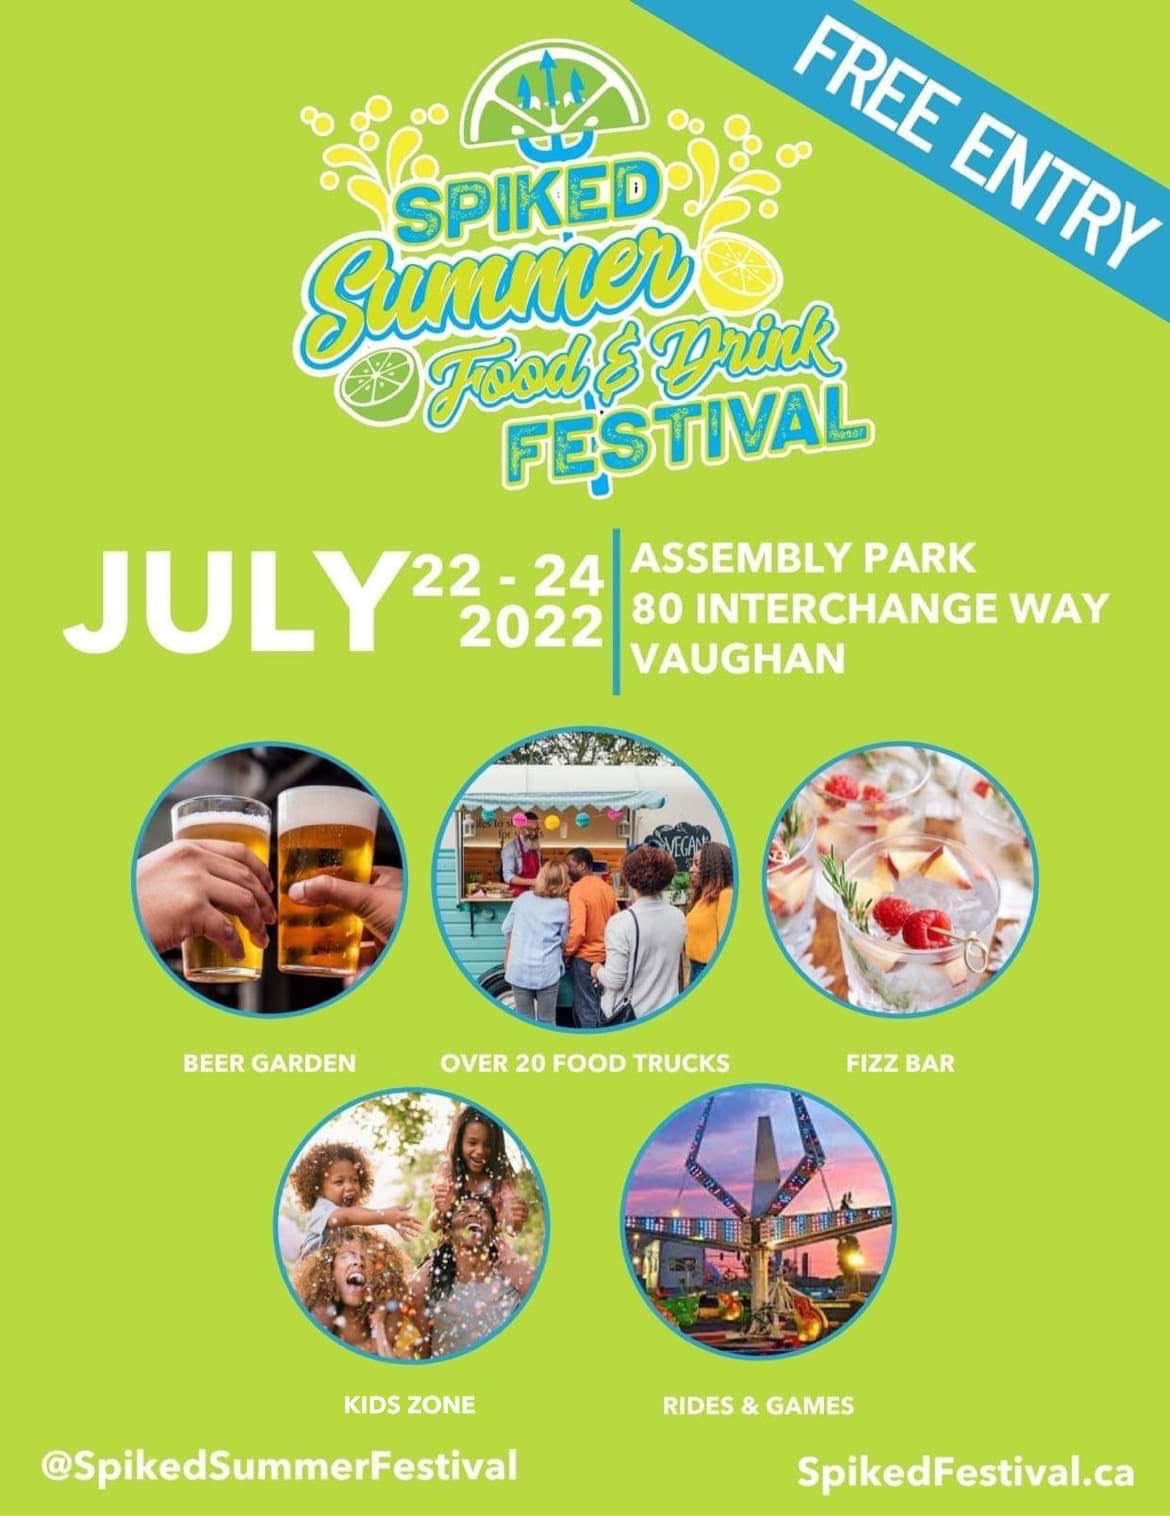 FREE ENTRY
SPIKED
Summer
Food & Drink
FESTIVAL
JULY 22 - 24
2022
ASSEMBLY PARK
80 INTERCHANGE WAY
VAUGHAN
VEGAN
BEER GARDEN
OVER 20 FOOD TRUCKS
FIZZ BAR
KIDS ZONE
RIDES & GAMES
@SpikedSummerFestival
SpikedFestival.ca